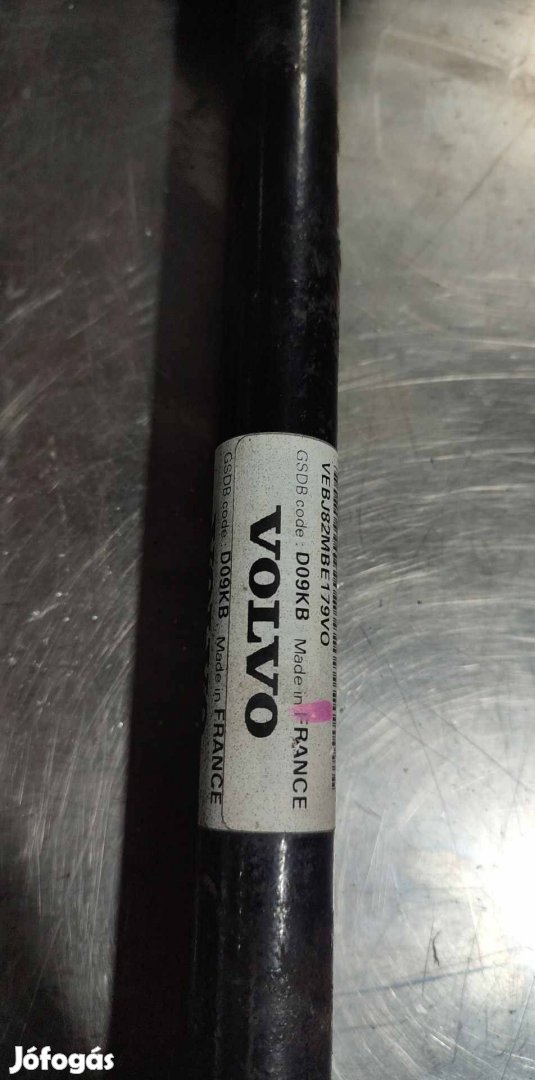 VEBJ82MBE179VO
GSDB code : D09KB Made in FRANCE
VOLVO
GSDB code : D09KB Made in FRANCE
Jófogás